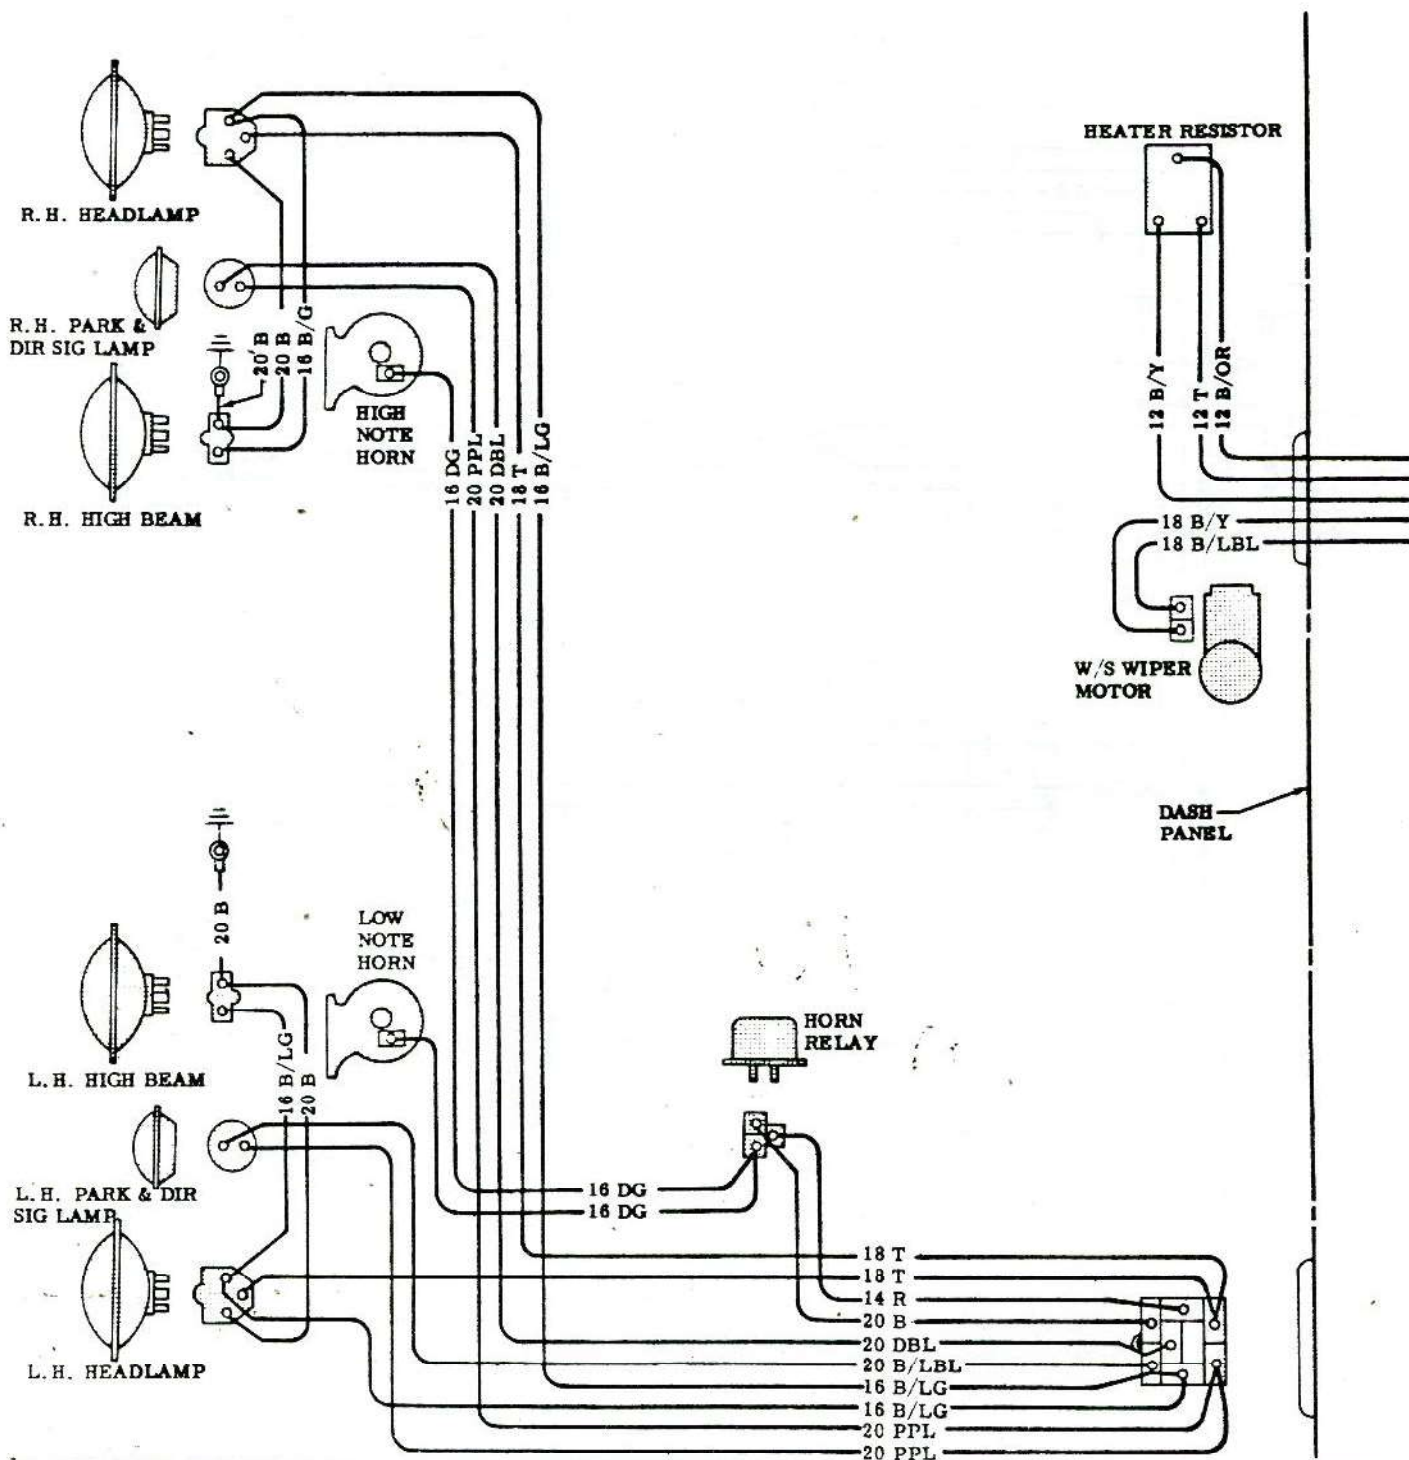 HEATER RESISTOR
R.H. HEADLAMP
R.H. PARK &
DIR SIG LAMP
20 B
20 B
16 B/G
HIGH
NOTE
HORN
R.H. HIGH BEAM
16 DG
20 PPL
20 DBL
18 T
16 B/LG
12 B/Y
12 T
12 B/OR
18 B/Y
18 B/LBL
W/S WIPER
MOTOR
DASH
PANEL
20 B
LOW
NOTE
HORN
L.H. HIGH BEAM
16 B/LG
20 B
HORN
RELAY
L.H. PARK & DIR
SIG LAMP
16 DG
16 DG
L.H. HEADLAMP
18 T
18 T
14 R
20 B
20 DBL
20 B/LBL
16 B/LG
16 B/LG
20 PPL
20 PPL